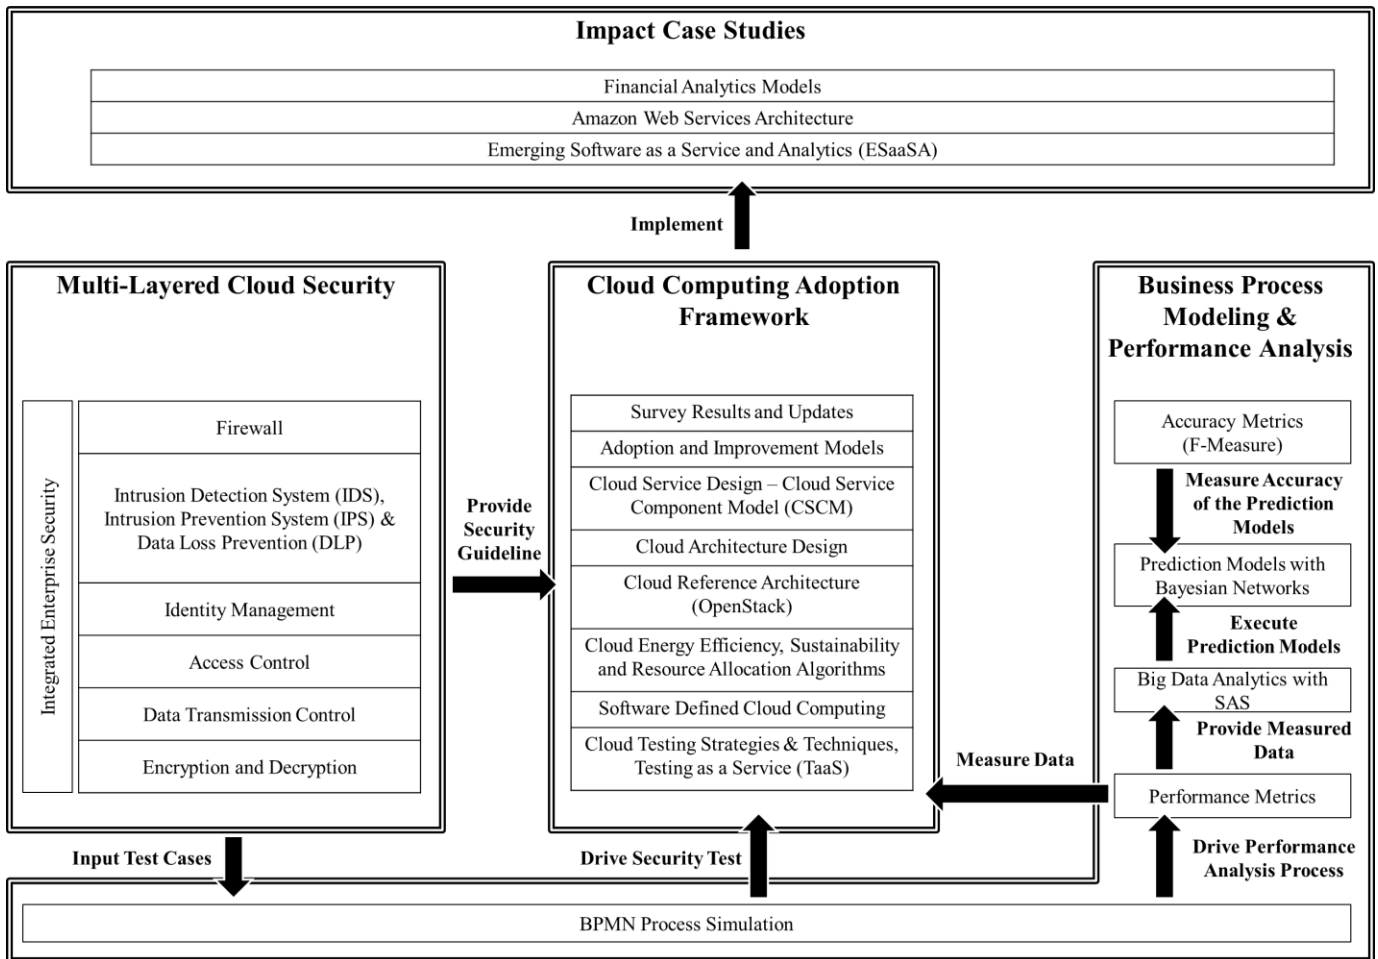 Impact Case Studies
Financial Analytics Models
Amazon Web Services Architecture
Emerging Software as a Service and Analytics (ESaaSA)
Implement
Multi-Layered Cloud Security
Integrated Enterprise Security
Firewall
Intrusion Detection System (IDS),
Intrusion Prevention System (IPS) &
Data Loss Prevention (DLP)
Identity Management
Access Control
Data Transmission Control
Encryption and Decryption
Provide
Security
Guideline
Cloud Computing Adoption
Framework
Survey Results and Updates
Adoption and Improvement Models
Cloud Service Design – Cloud Service
Component Model (CSCM)
Cloud Architecture Design
Cloud Reference Architecture
(OpenStack)
Cloud Energy Efficiency, Sustainability
and Resource Allocation Algorithms
Software Defined Cloud Computing
Cloud Testing Strategies & Techniques,
Testing as a Service (TaaS)
Measure Data
Business Process
Modeling &
Performance Analysis
Accuracy Metrics
(F-Measure)
Measure Accuracy
of the Prediction
Models
Prediction Models with
Bayesian Networks
Execute
Prediction Models
Big Data Analytics with
SAS
Provide Measured
Data
Performance Metrics
Drive Performance
Analysis Process
Input Test Cases
Drive Security Test
BPMN Process Simulation